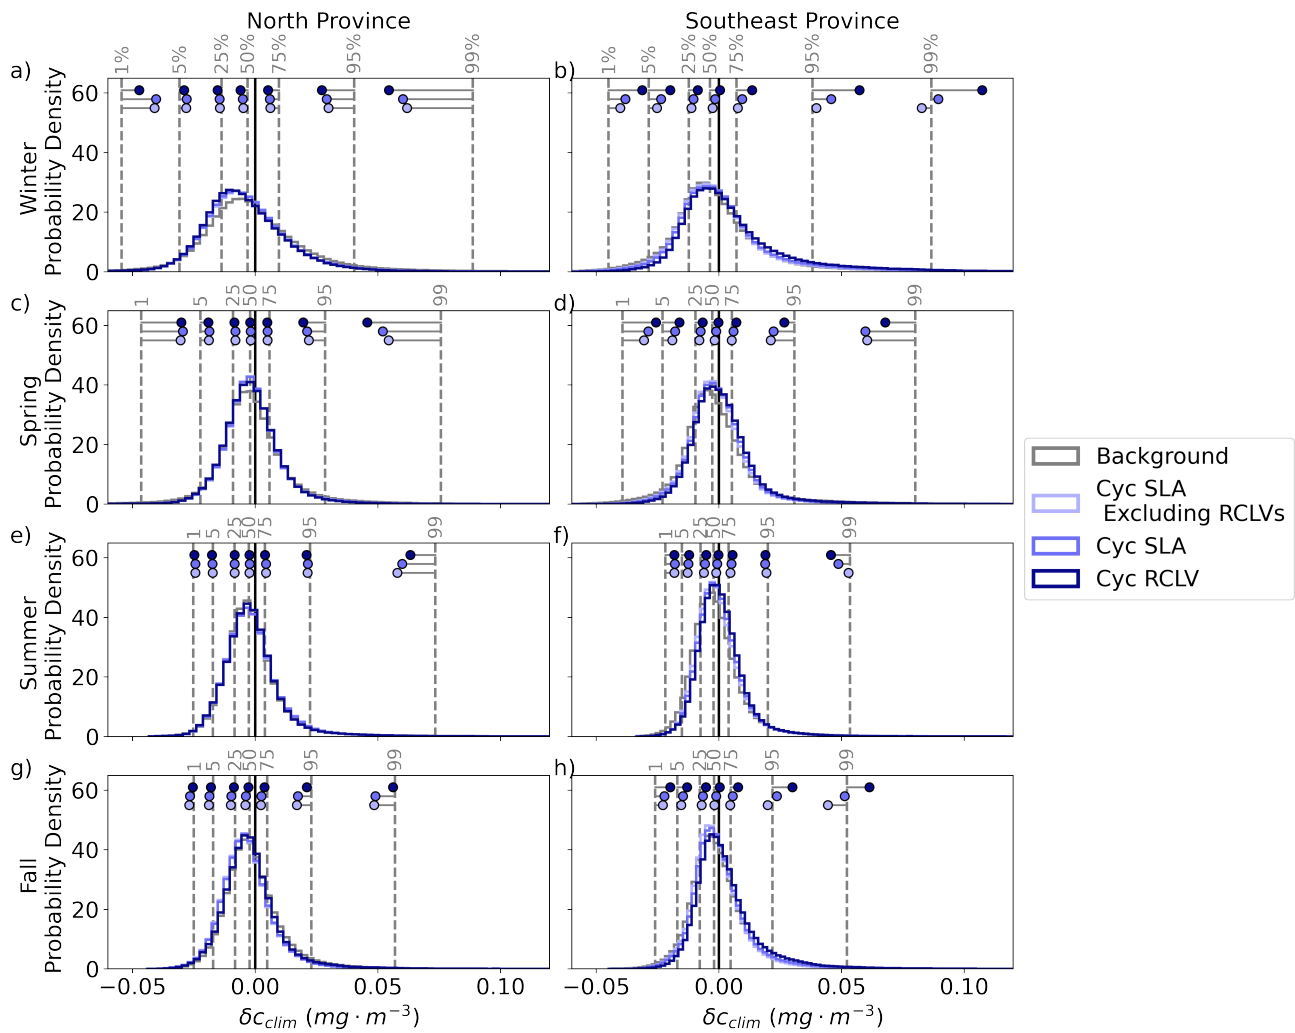 North Province
Southeast Province
a)
1%
5%
25%
50%
75%
95%
99%
b)
1%
5%
25%
50%
75%
95%
99%
Winter
Probability Density
60
40
20
0
c)
1
5
25
50
75
95
99
d)
1
5
25
50
75
95
99
Spring
Probability Density
60
40
20
0
Background
Cyc SLA
Excluding RCLVs
Cyc SLA
Cyc RCLV
e)
1
5
25
50
75
95
99
f)
1
5
25
50
75
95
99
Summer
Probability Density
60
40
20
0
g)
1
5
25
50
75
95
99
h)
1
5
25
50
75
95
99
Fall
Probability Density
60
40
20
0
−0.05 0.00 0.05 0.10
−0.05 0.00 0.05 0.10
δc_clim (mg · m⁻³)
δc_clim (mg · m⁻³)